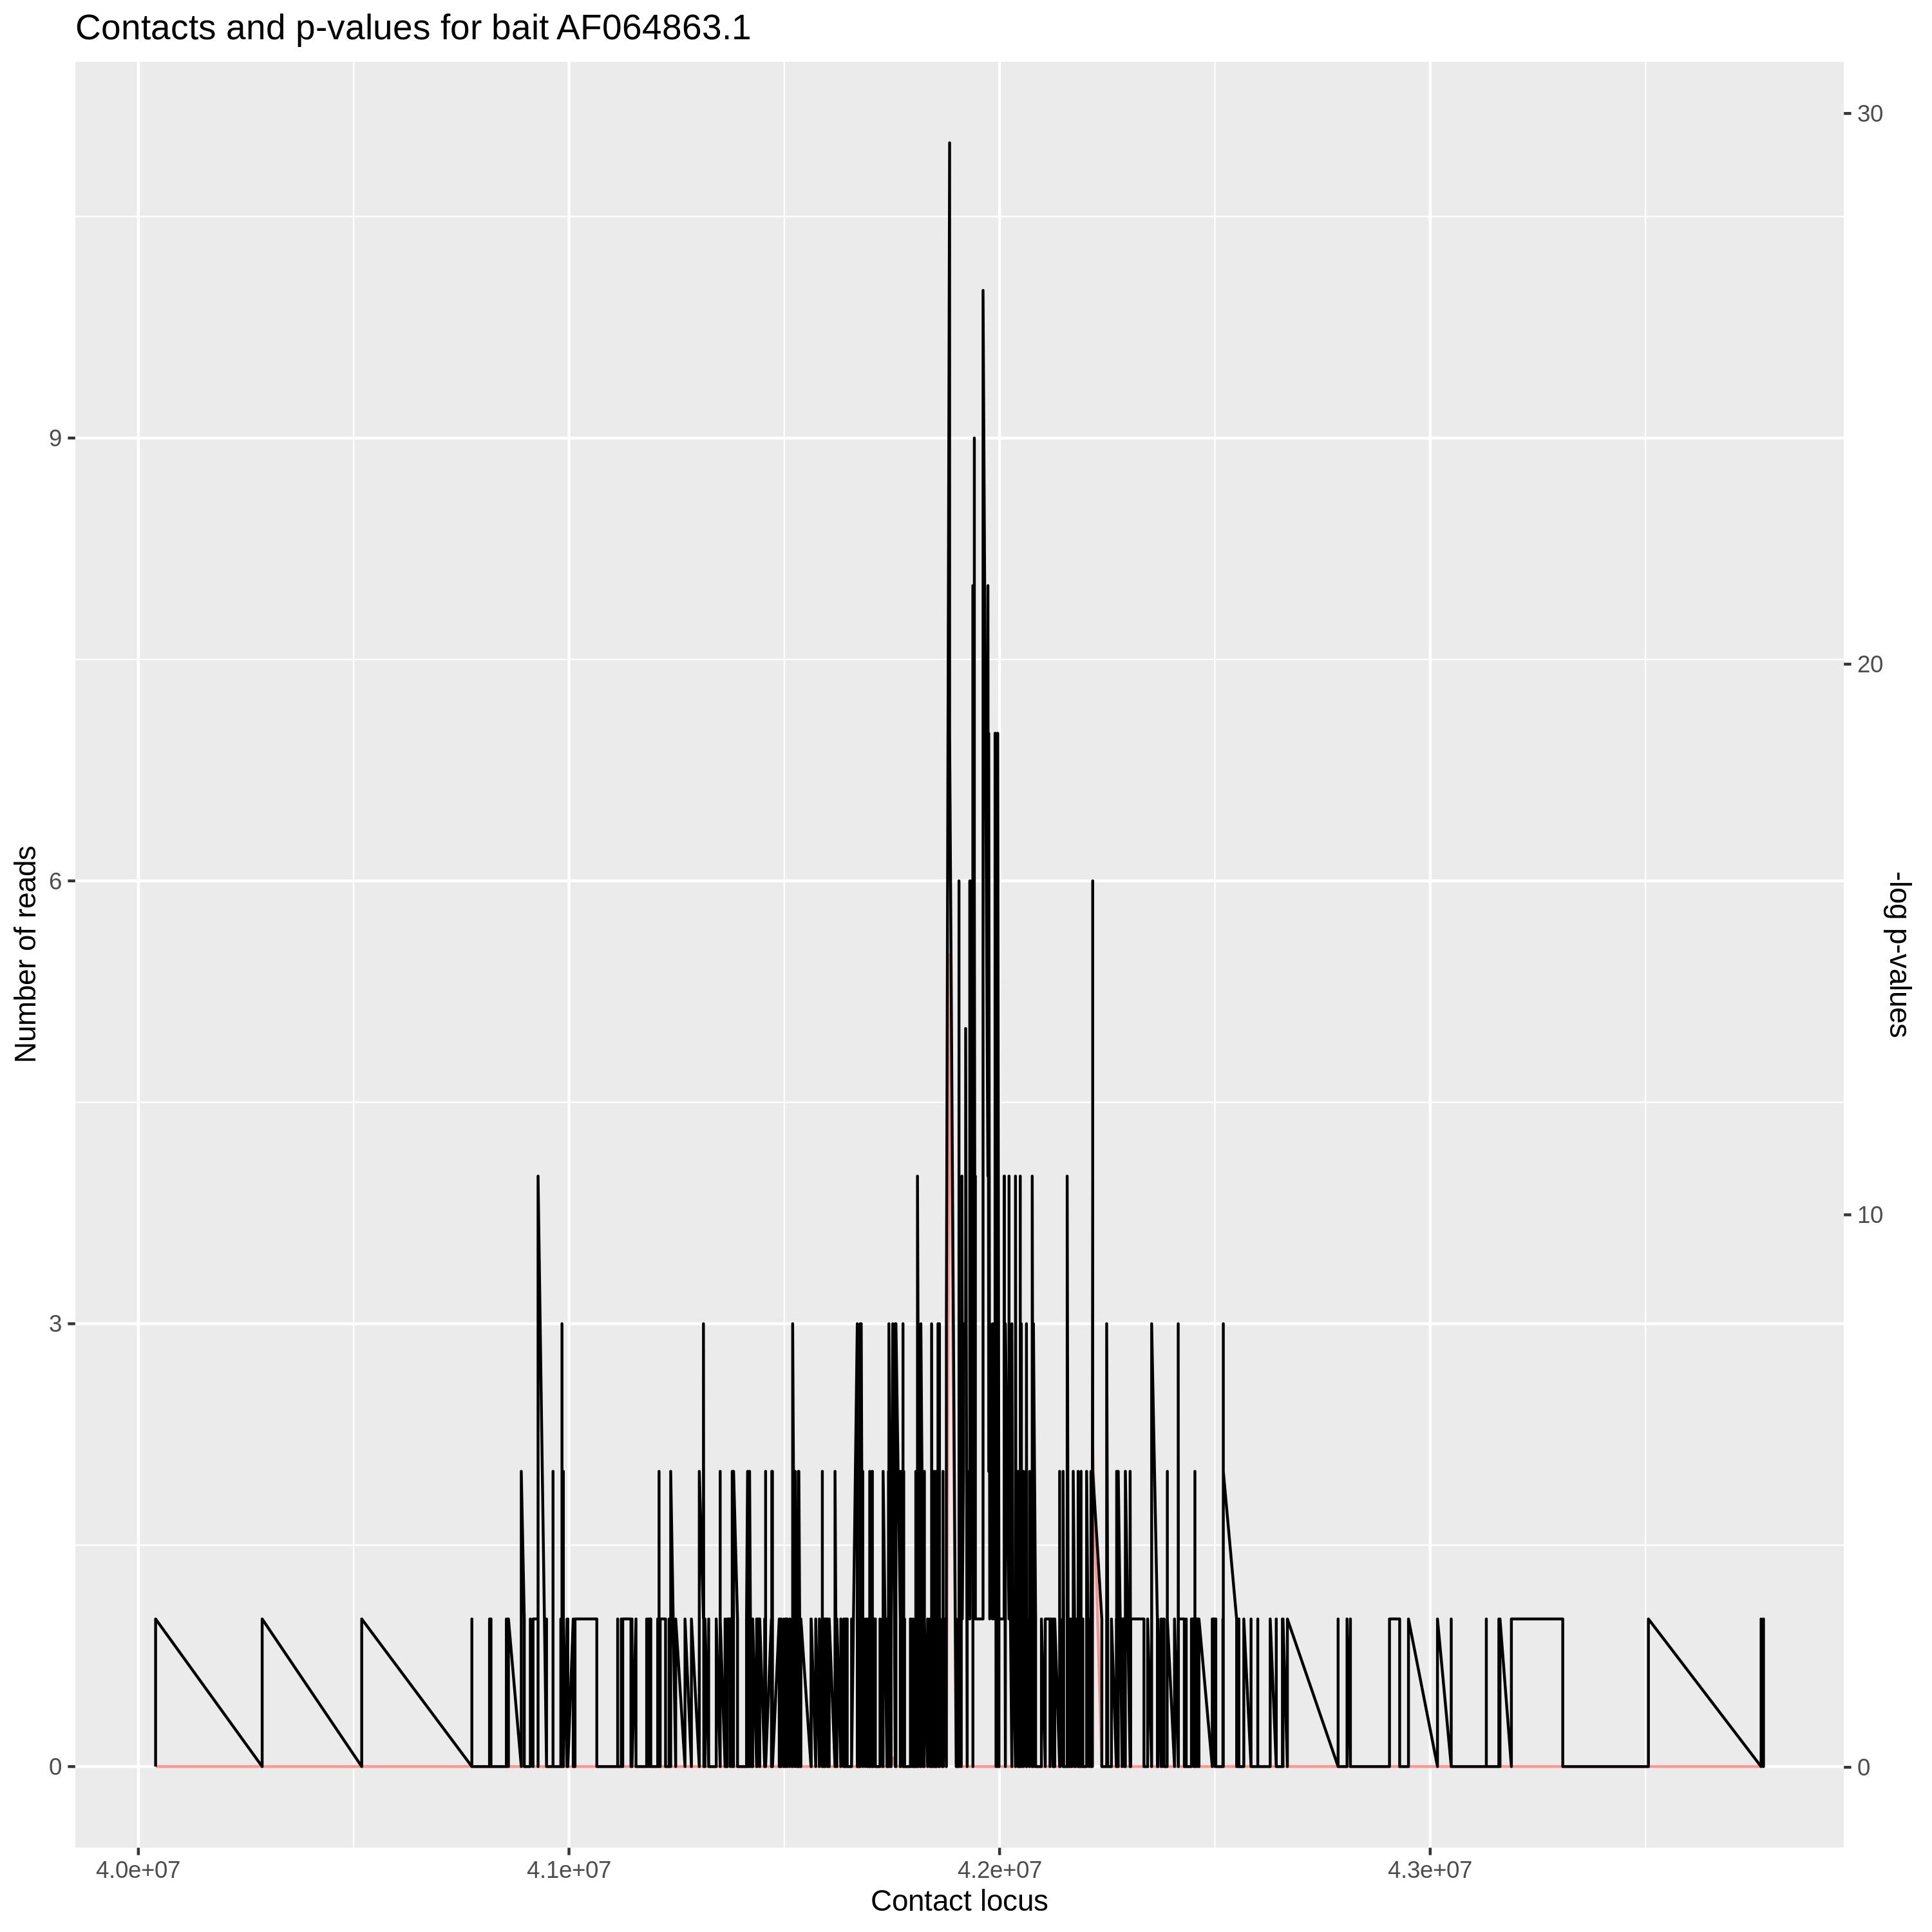 Contacts and p-values for bait AF064863.1
30
9
20
Number of reads
6
-log p-values
10
3
0
0
4.0e+07
4.1e+07
4.2e+07
4.3e+07
Contact locus